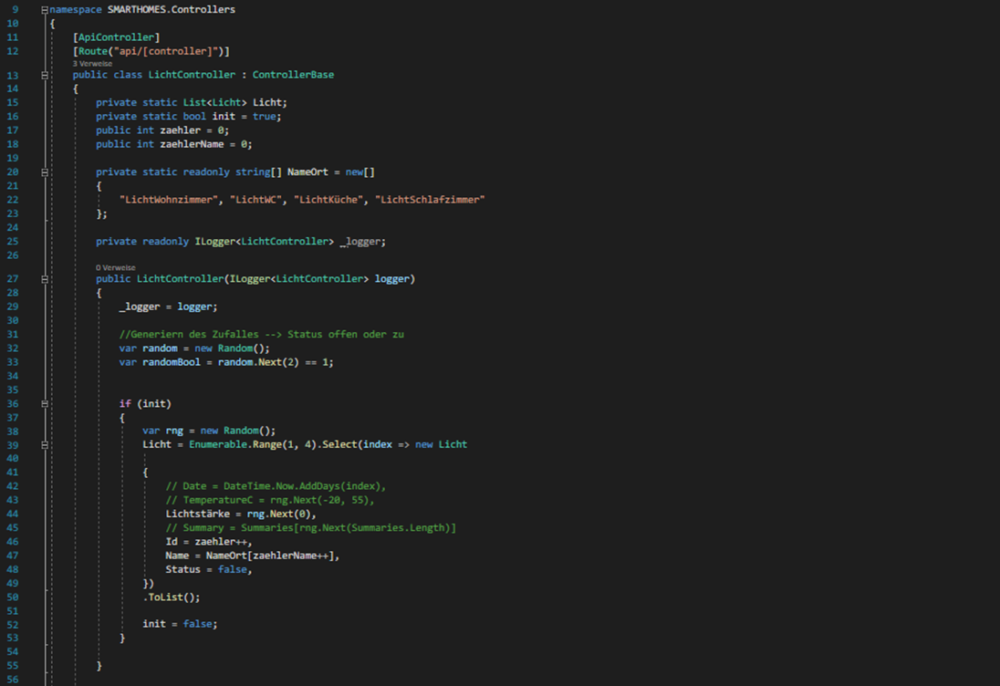 9 namespace SMARTHOMES.Controllers
10 {
11 [ApiController]
12 [Route("api/[controller]")]
3 Verweise
13 public class LichtController : ControllerBase
14 {
15 private static List<Licht> Licht;
16 private static bool init = true;
17 public int zaehler = 0;
18 public int zaehlerName = 0;
19
20 private static readonly string[] NameOrt = new[]
21 {
22 "LichtWohnzimmer", "LichtWC", "LichtKüche", "LichtSchlafzimmer"
23 };
24
25 private readonly ILogger<LichtController> _logger;
26
0 Verweise
27 public LichtController(ILogger<LichtController> logger)
28 {
29 _logger = logger;
30
31 //Generiern des Zufalles --> Status offen oder zu
32 var random = new Random();
33 var randomBool = random.Next(2) == 1;
34
35
36 if (init)
37 {
38 var rng = new Random();
39 Licht = Enumerable.Range(1, 4).Select(index => new Licht
40
41 {
42 // Date = DateTime.Now.AddDays(index),
43 // TemperatureC = rng.Next(-20, 55),
44 Lichtstärke = rng.Next(0),
45 // Summary = Summaries[rng.Next(Summaries.Length)]
46 Id = zaehler++,
47 Name = NameOrt[zaehlerName++],
48 Status = false,
49 })
50 .ToList();
51
52 init = false;
53 }
54
55 }
56